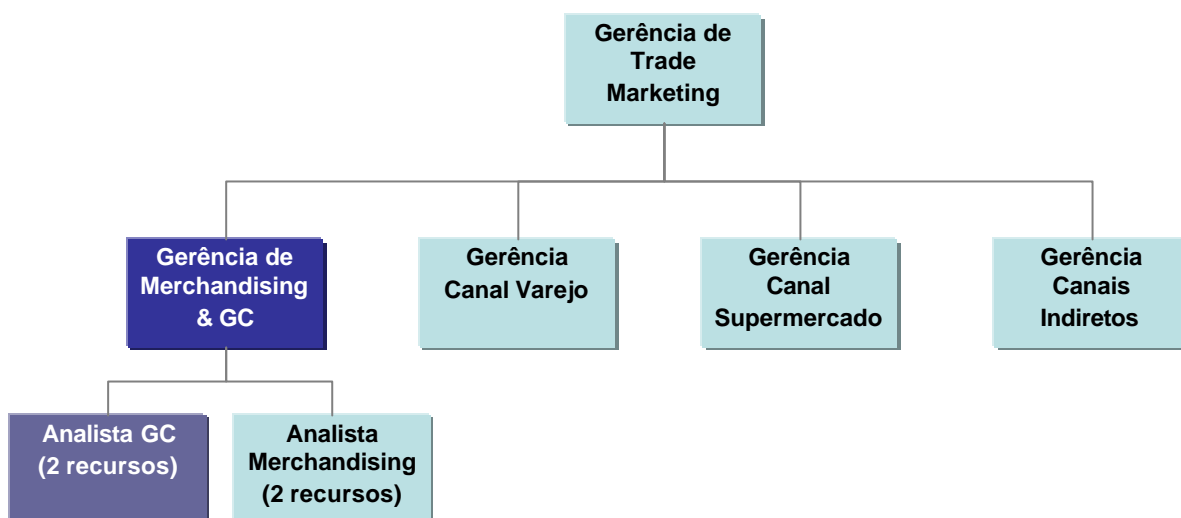 Gerência de
Trade
Marketing
Gerência de
Merchandising
& GC
Gerência
Canal Varejo
Gerência
Canal
Supermercado
Gerência
Canais
Indiretos
Analista GC
(2 recursos)
Analista
Merchandising
(2 recursos)